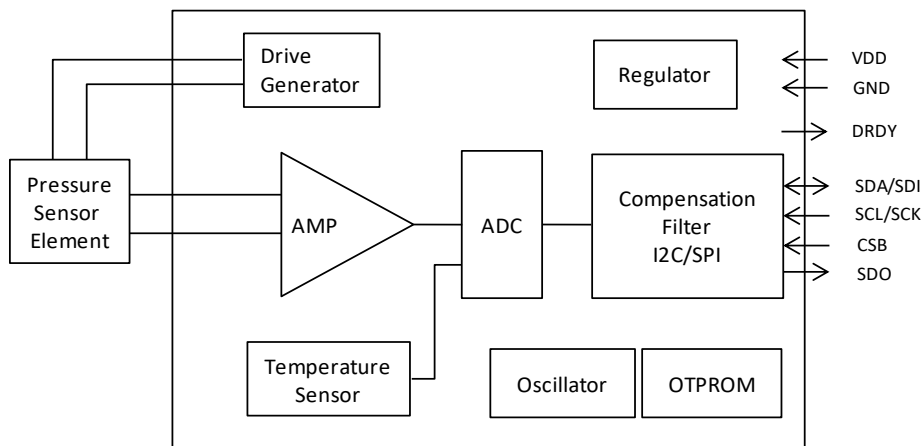 Drive
Generator
Regulator
VDD
GND
DRDY
Pressure
Sensor
Element
AMP
ADC
Compensation
Filter
I2C/SPI
SDA/SDI
SCL/SCK
CSB
SDO
Temperature
Sensor
Oscillator
OTPROM